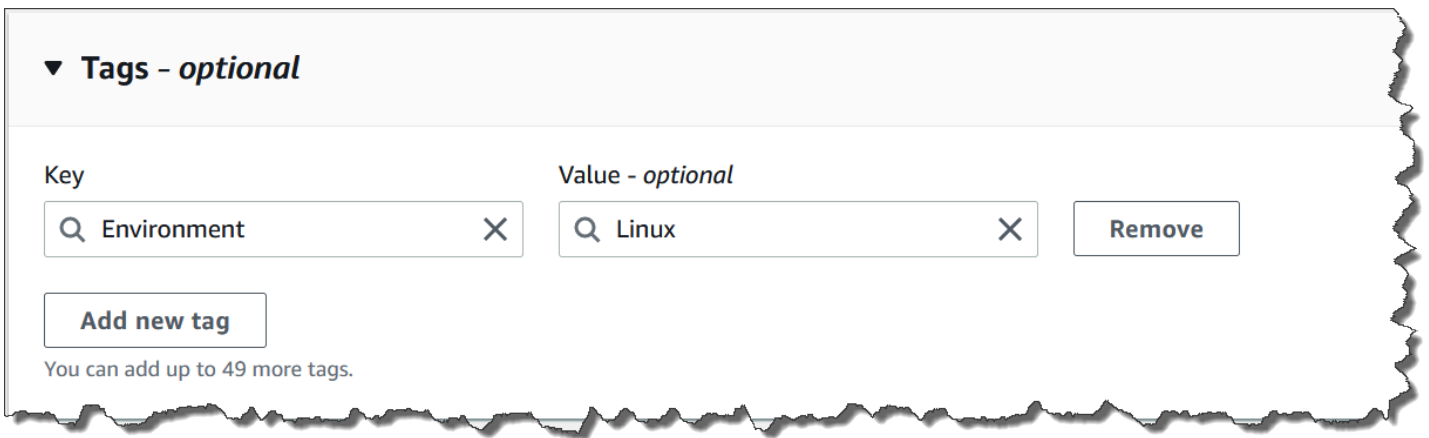 Tags - optional
Key
Value - optional
Environment
Linux
Remove
Add new tag
You can add up to 49 more tags.